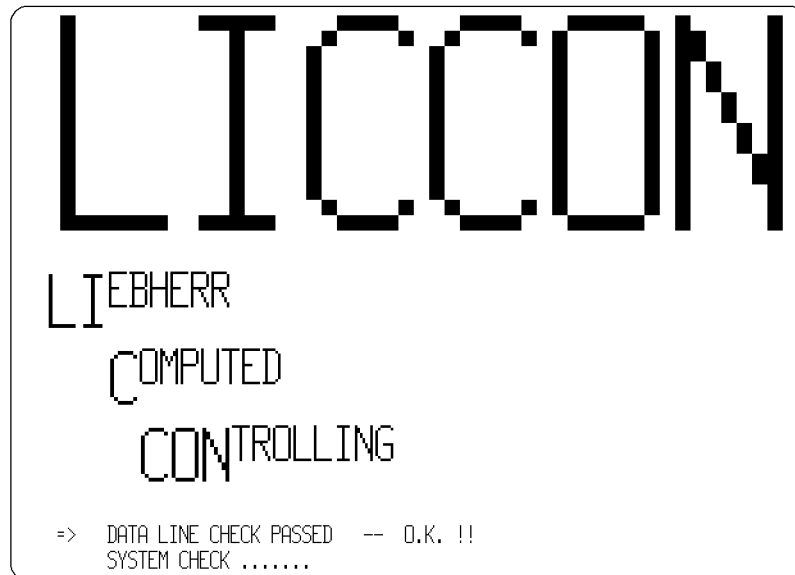 LICCON
LIEBHERR
COMPUTED
CONTROLLING
=> DATA LINE CHECK PASSED -- O.K. !!
SYSTEM CHECK .......